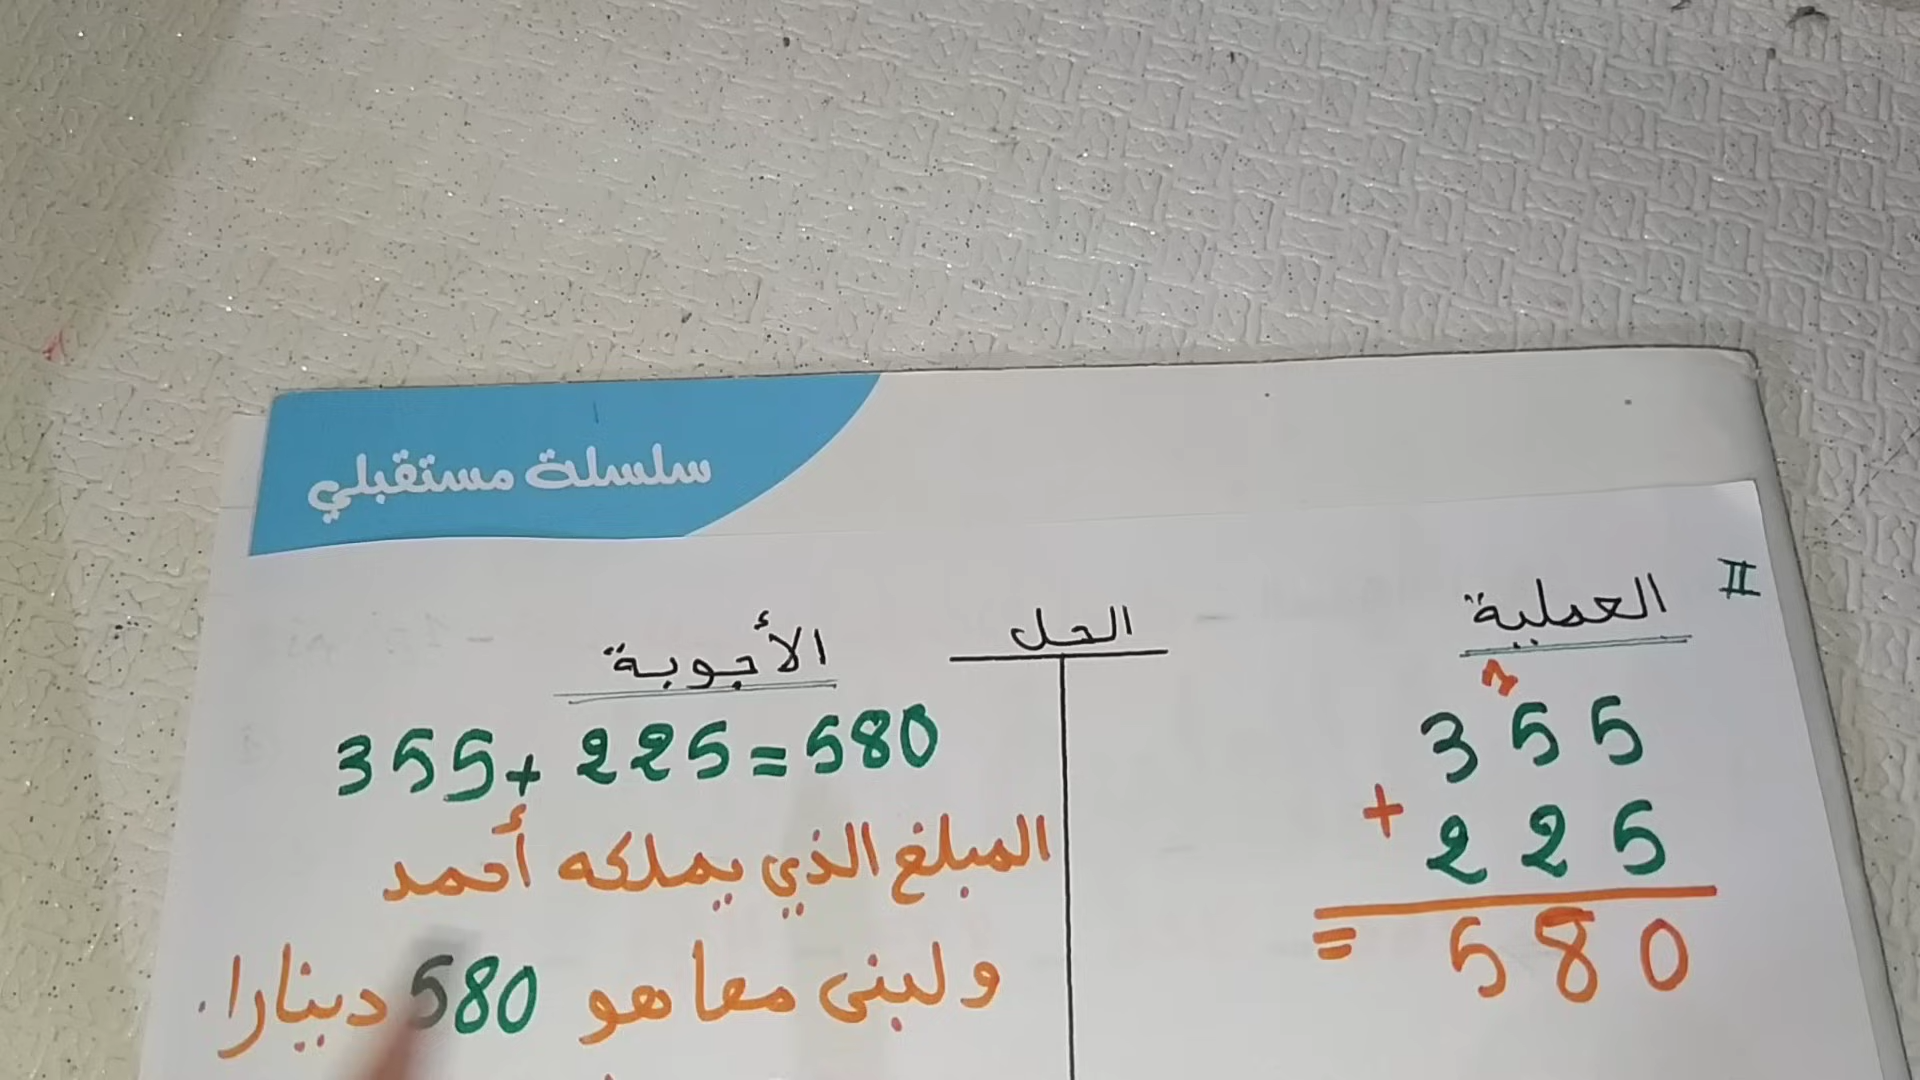 سلسلة مستقبلي
II
العملية
الحل
الأجوبة
1
355
+
225
= 580
355 + 225 = 580
المبلغ الذي يملكه أحمد
ولبنى معا هو 580 دينارا.